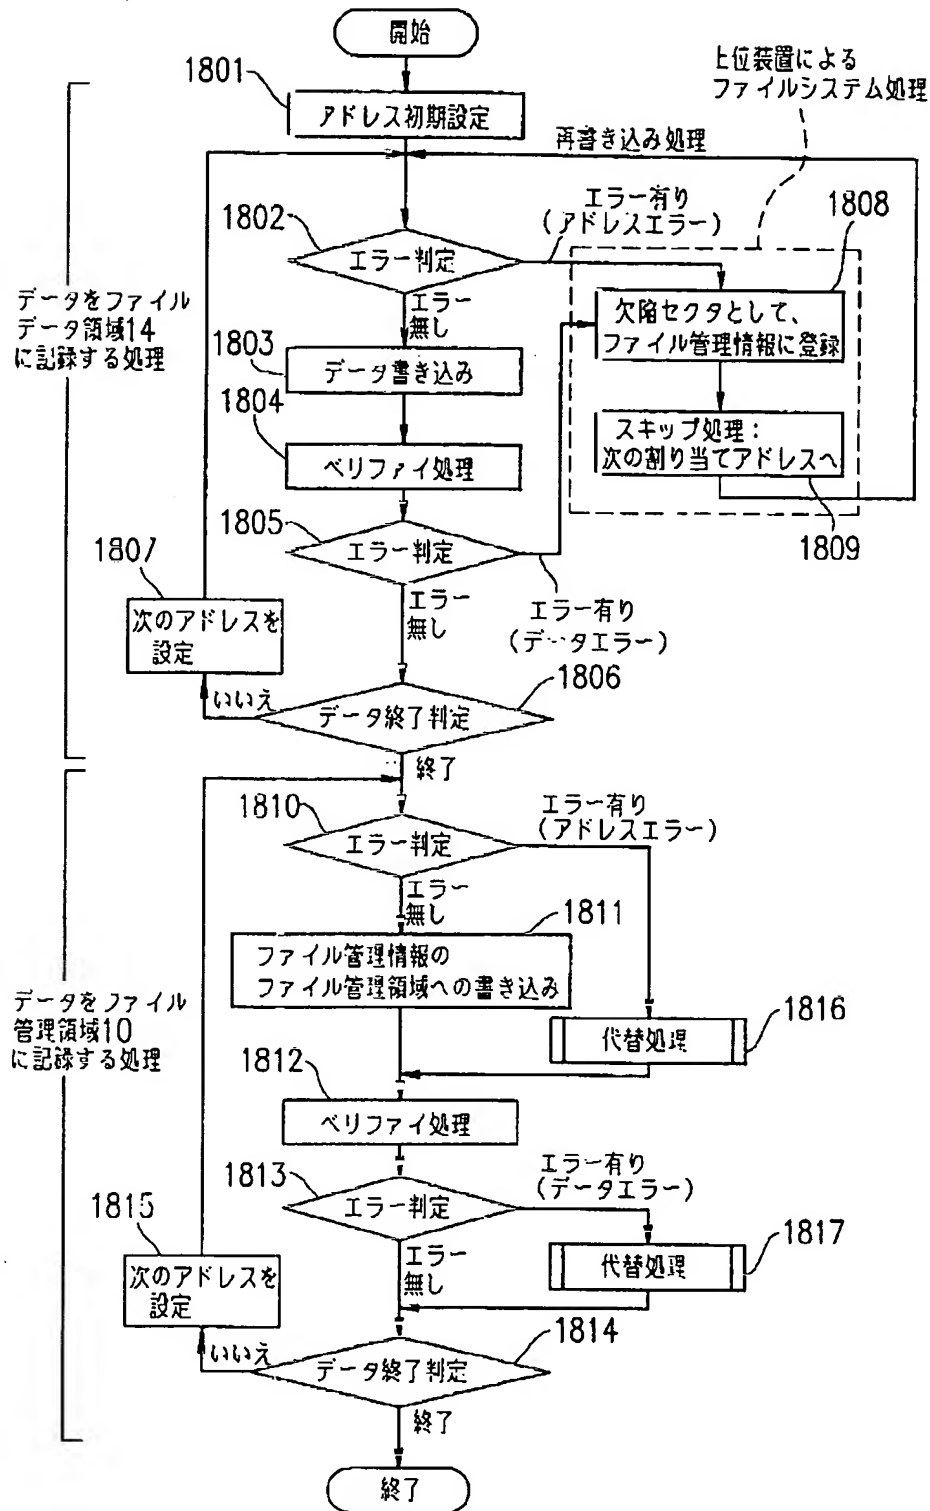 開始
1801
アドレス初期設定
上位装置による
ファイルシステム処理
再書き込み処理
1802
エラー判定
エラー有り
(アドレスエラー)
1808
データをファイル
データ領域14
に記録する処理
エラー
無し
欠陥セクタとして、
ファイル管理情報に登録
1803
データ書き込み
1804
ベリファイ処理
スキップ処理:
次の割り当てアドレスへ
1809
1805
エラー判定
エラー有り
(データエラー)
エラー
無し
1807
次のアドレスを
設定
いいえ
1806
データ終了判定
終了
1810
エラー判定
エラー有り
(アドレスエラー)
エラー
無し
1811
ファイル管理情報の
ファイル管理領域への書き込み
データをファイル
管理領域10
に記録する処理
1816
代替処理
1812
ベリファイ処理
1813
エラー判定
エラー有り
(データエラー)
エラー
無し
1817
代替処理
1815
次のアドレスを
設定
いいえ
1814
データ終了判定
終了
終了